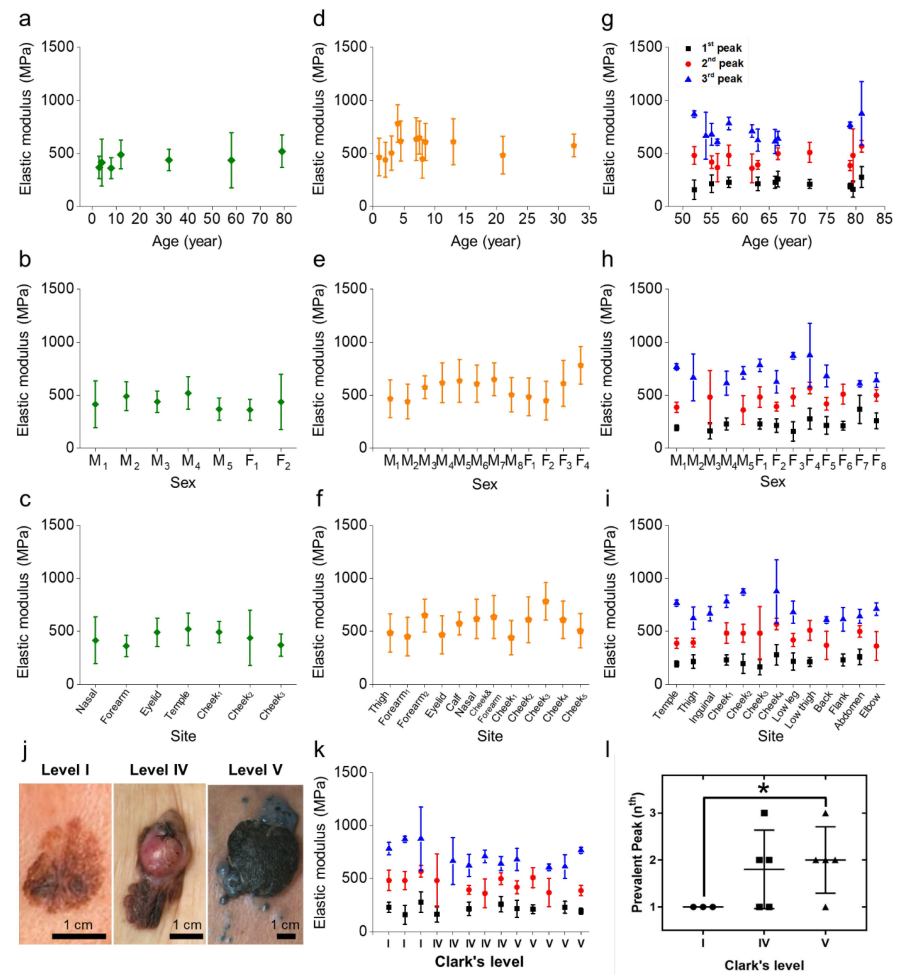 a
d
g
Elastic modulus (MPa)
1500
1000
500
0
0 10 20 30 40 50 60 70 80
Age (year)
Elastic modulus (MPa)
1500
1000
500
0
0 5 10 15 20 25 30 35
Age (year)
Elastic modulus (MPa)
1500
1000
500
0
1st peak
2nd peak
3rd peak
50 55 60 65 70 75 80 85
Age (year)
b
e
h
Elastic modulus (MPa)
1500
1000
500
0
M1 M2 M3 M4 M5 F1 F2
Sex
Elastic modulus (MPa)
1500
1000
500
0
M1 M2 M3 M4 M5 M6 M7 M8 F1 F2 F3 F4
Sex
Elastic modulus (MPa)
1500
1000
500
0
M1 M2 M3 M4 M5 F1 F2 F3 F4 F5 F6 F7 F8
Sex
c
f
i
Elastic modulus (MPa)
1500
1000
500
0
Nasal Forearm Eyelid Temple Cheek1 Cheek2 Cheek3
Site
Elastic modulus (MPa)
1500
1000
500
0
Thigh Forearm1 Forearm2 Eyelid Calf Nasal Cheek& Forearm Cheek1 Cheek2 Cheek3 Cheek4 Cheek5
Site
Elastic modulus (MPa)
1500
1000
500
0
Temple Thigh Inguinal Cheek1 Cheek2 Cheek3 Cheek4 Low leg Low thigh Back Flank Abdomen Elbow
Site
j
Level I Level IV Level V
1 cm 1 cm 1 cm
k
Elastic modulus (MPa)
1500
1000
500
0
I I I IV IV IV IV IV V V V V V
Clark's level
l
Prevalent Peak (nth)
3
2
1
*
I IV V
Clark's level